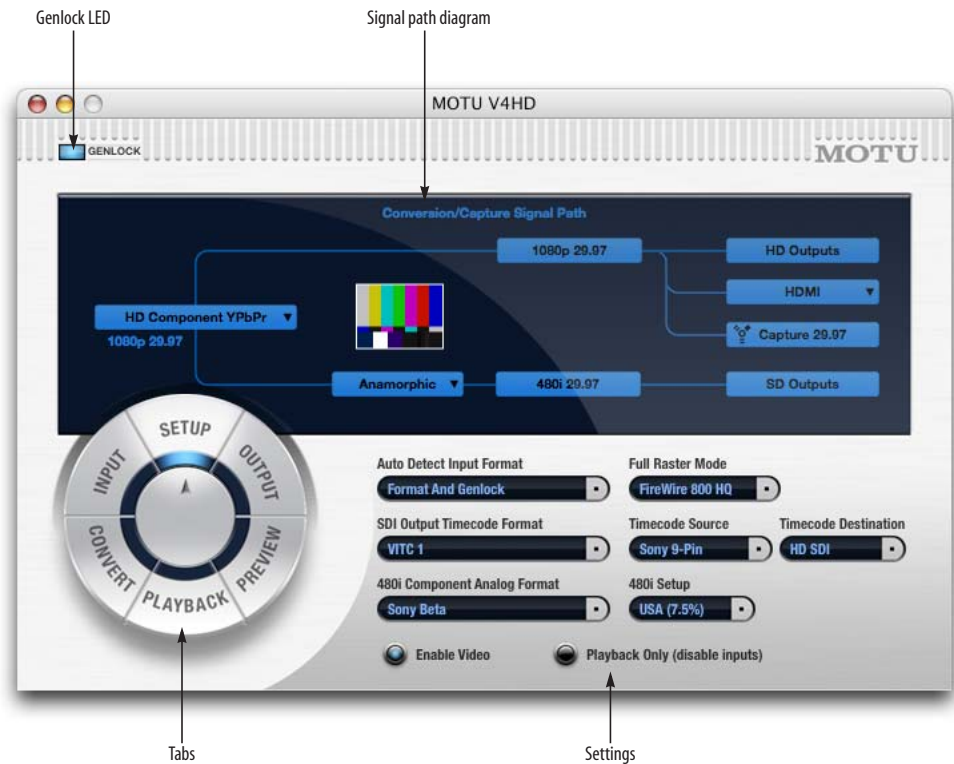 Genlock LED
Signal path diagram
MOTU V4HD
GENLOCK
MOTU
Conversion/Capture Signal Path
1080p 29.97
HD Outputs
HDMI
HD Component YPbPr
1080p 29.97
Capture 29.97
Anamorphic
480i 29.97
SD Outputs
SETUP
INPUT
OUTPUT
CONVERT
PREVIEW
PLAYBACK
Auto Detect Input Format
Full Raster Mode
Format And Genlock
FireWire 800 HQ
SDI Output Timecode Format
Timecode Source
Timecode Destination
VITC 1
Sony 9-Pin
HD SDI
480i Component Analog Format
480i Setup
Sony Beta
USA (7.5%)
Enable Video
Playback Only (disable inputs)
Tabs
Settings